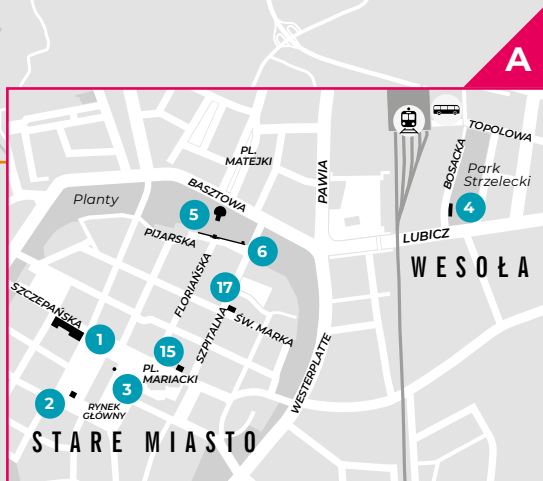 A
TOPOLOWA
BOSACKA
Park
Strzelecki
4
LUBICZ
WESOŁA
PL.
MATEJKI
PAWIA
BASZTOWA
Planty
5
PIJARSKA
6
FLORIAŃSKA
17
SZPITALNA
ŚW. MARKA
SZCZEPAŃSKA
1
15
PL.
MARIACKI
WESTERPLATTE
2
3
RYNEK
GŁÓWNY
STARE MIASTO